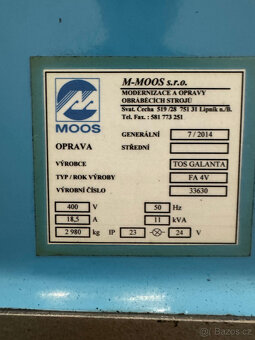 M-MOOS s.r.o.
MODERNIZACE A OPRAVY
OBRÁBĚCÍCH STROJŮ
Svat. Čecha 519 /28 751 31 Lipník n./B.
Tel. Fax. : 581 773 251
MOOS
GENERÁLNÍ 7 / 2014
OPRAVA STŘEDNÍ
VÝROBCE TOS GALANTA
TYP / ROK VÝROBY FA 4V
VÝROBNÍ ČÍSLO 33630
400 V 50 Hz
18,5 A 11 kVA
2 980 kg IP 23 24 V
Bazoš.cz